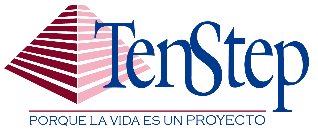 TenStep
PORQUE LA VIDA ES UN PROYECTO